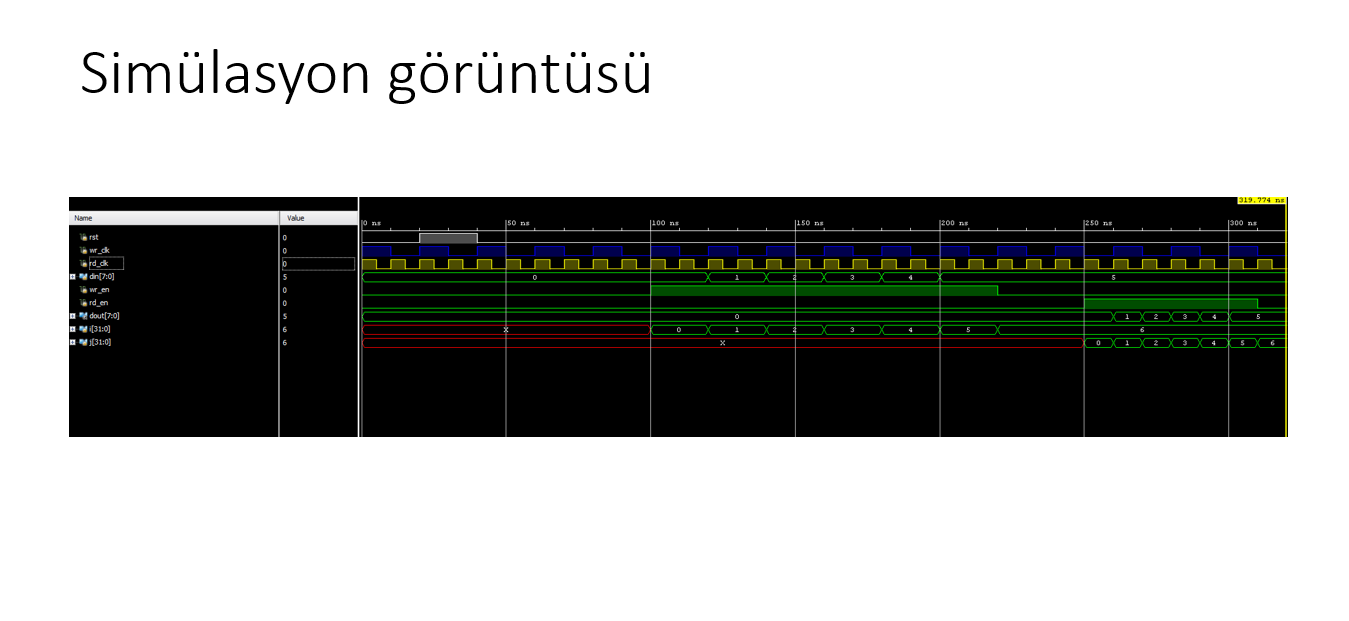 Simülasyon görüntüsü
319.774 ns
Name Value
0 ns 50 ns 100 ns 150 ns 200 ns 250 ns 300 ns
rst 0
wr_clk 0
rd_clk 0
din[7:0] 5 0 1 2 3 4 5
wr_en 0
rd_en 0
dout[7:0] 5 0 1 2 3 4 5
i[31:0] 6 X 0 1 2 3 4 5 6
j[31:0] 6 X 0 1 2 3 4 5 6